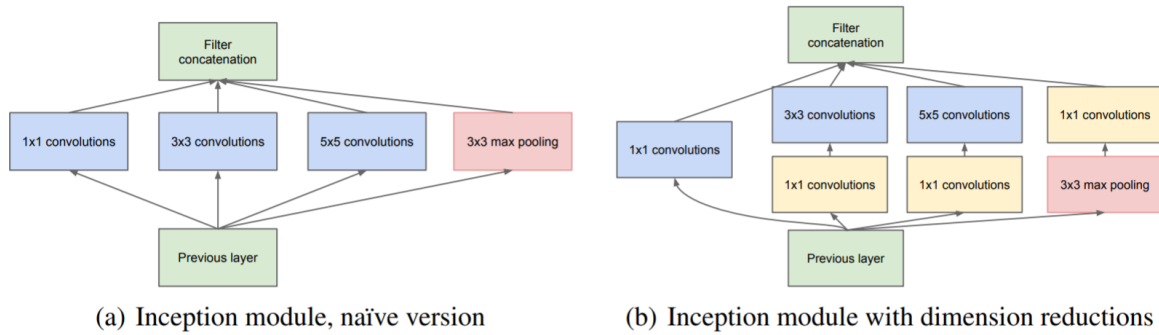 Filter
concatenation
1x1 convolutions
3x3 convolutions
5x5 convolutions
3x3 max pooling
Previous layer
(a) Inception module, naïve version
Filter
concatenation
3x3 convolutions
5x5 convolutions
1x1 convolutions
1x1 convolutions
1x1 convolutions
1x1 convolutions
3x3 max pooling
Previous layer
(b) Inception module with dimension reductions